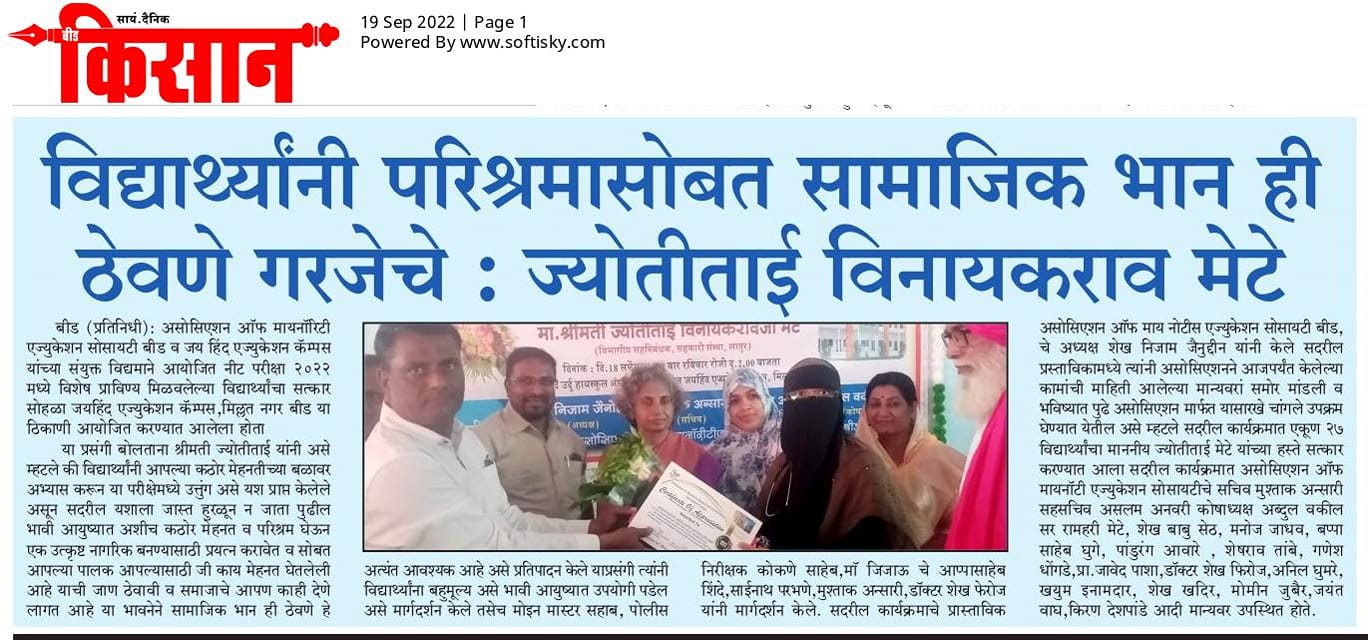 सायं.दैनिक
बीड
किसान
19 Sep 2022 | Page 1
Powered By www.softisky.com
विद्यार्थ्यांनी परिश्रमासोबत सामाजिक भान ही
ठेवणे गरजेचे : ज्योतीताई विनायकराव मेटे
बीड (प्रतिनिधी): असोसिएशन ऑफ मायनॉरिटी
एज्युकेशन सोसायटी बीड व जय हिंद एज्युकेशन कॅम्पस
यांच्या संयुक्त विद्यमाने आयोजित नीट परीक्षा २०२२
मध्ये विशेष प्राविण्य मिळवलेल्या विद्यार्थ्यांचा सत्कार
सोहळा जयहिंद एज्युकेशन कॅम्पस,मिल्लत नगर बीड या
ठिकाणी आयोजित करण्यात आलेला होता
या प्रसंगी बोलताना श्रीमती ज्योतीताई यांनी असे
म्हटले की विद्यार्थ्यांनी आपल्या कठोर मेहनतीच्या बळावर
अभ्यास करून या परीक्षेमध्ये उत्तुंग असे यश प्राप्त केलेले
असून सदरील यशाला जास्त हुरळून न जाता पुढील
भावी आयुष्यात अशीच कठोर मेहनत व परिश्रम घेऊन
एक उत्कृष्ट नागरिक बनण्यासाठी प्रयत्न करावेत व सोबत
आपल्या पालक आपल्यासाठी जी काय मेहनत घेतलेली
आहे याची जाण ठेवावी व समाजाचे आपण काही देणे
लागत आहे या भावनेने सामाजिक भान ही ठेवणे हे
मा.श्रीमती ज्योतीताई विनायकरावजी मेटे
(विभागीय सहनिबंधक, सहकारी संस्था, लातुर)
दिनांक : दि.18 सप्टें बार रविवार रोजी दु.2.00 वाजता
उर्दु हायस्कुल जयहिंद एज्यु
निजाम जैनो अन्सा
(अध्यक्ष) (सचिव)
Certificate Of Appreciation
अत्यंत आवश्यक आहे असे प्रतिपादन केले याप्रसंगी त्यांनी
विद्यार्थ्यांना बहुमूल्य असे भावी आयुष्यात उपयोगी पडेल
असे मार्गदर्शन केले तसेच मोइन मास्टर सहाब, पोलीस
निरीक्षक कोकणे साहेब,मॉ जिजाऊ चे आप्पासाहेब
शिंदे,साईनाथ परभणे,मुश्ताक अन्सारी,डॉक्टर शेख फेरोज
यांनी मार्गदर्शन केले. सदरील कार्यक्रमाचे प्रास्ताविक
असोसिएशन ऑफ माय नोटीस एज्युकेशन सोसायटी बीड,
चे अध्यक्ष शेख निजाम जैनुद्दीन यांनी केले सदरील
प्रस्ताविकामध्ये त्यांनी असोसिएशनने आजपर्यंत केलेल्या
कामांची माहिती आलेल्या मान्यवरां समोर मांडली व
भविष्यात पुढे असोसिएशन मार्फत यासारखे चांगले उपक्रम
घेण्यात येतील असे म्हटले सदरील कार्यक्रमात एकूण २७
विद्यार्थ्यांचा माननीय ज्योतीताई मेटे यांच्या हस्ते सत्कार
करण्यात आला सदरील कार्यक्रमात असोसिएशन ऑफ
मायनॉटी एज्युकेशन सोसायटीचे सचिव मुश्ताक अन्सारी
सहसचिव असलम अनवरी कोषाध्यक्ष अब्दुल वकील
सर रामहरी मेटे, शेख बाबु सेठ, मनोज जाधव, बप्पा
साहेब घुगे, पांडुरंग आवारे , शेषराव तांबे, गणेश
धोंगडे,प्रा.जावेद पाशा,डॉक्टर शेख फिरोज,अनिल घुमरे,
खयुम इनामदार, शेख खदिर, मोमीन जुबैर,जयंत
वाघ,किरण देशपांडे आदी मान्यवर उपस्थित होते.